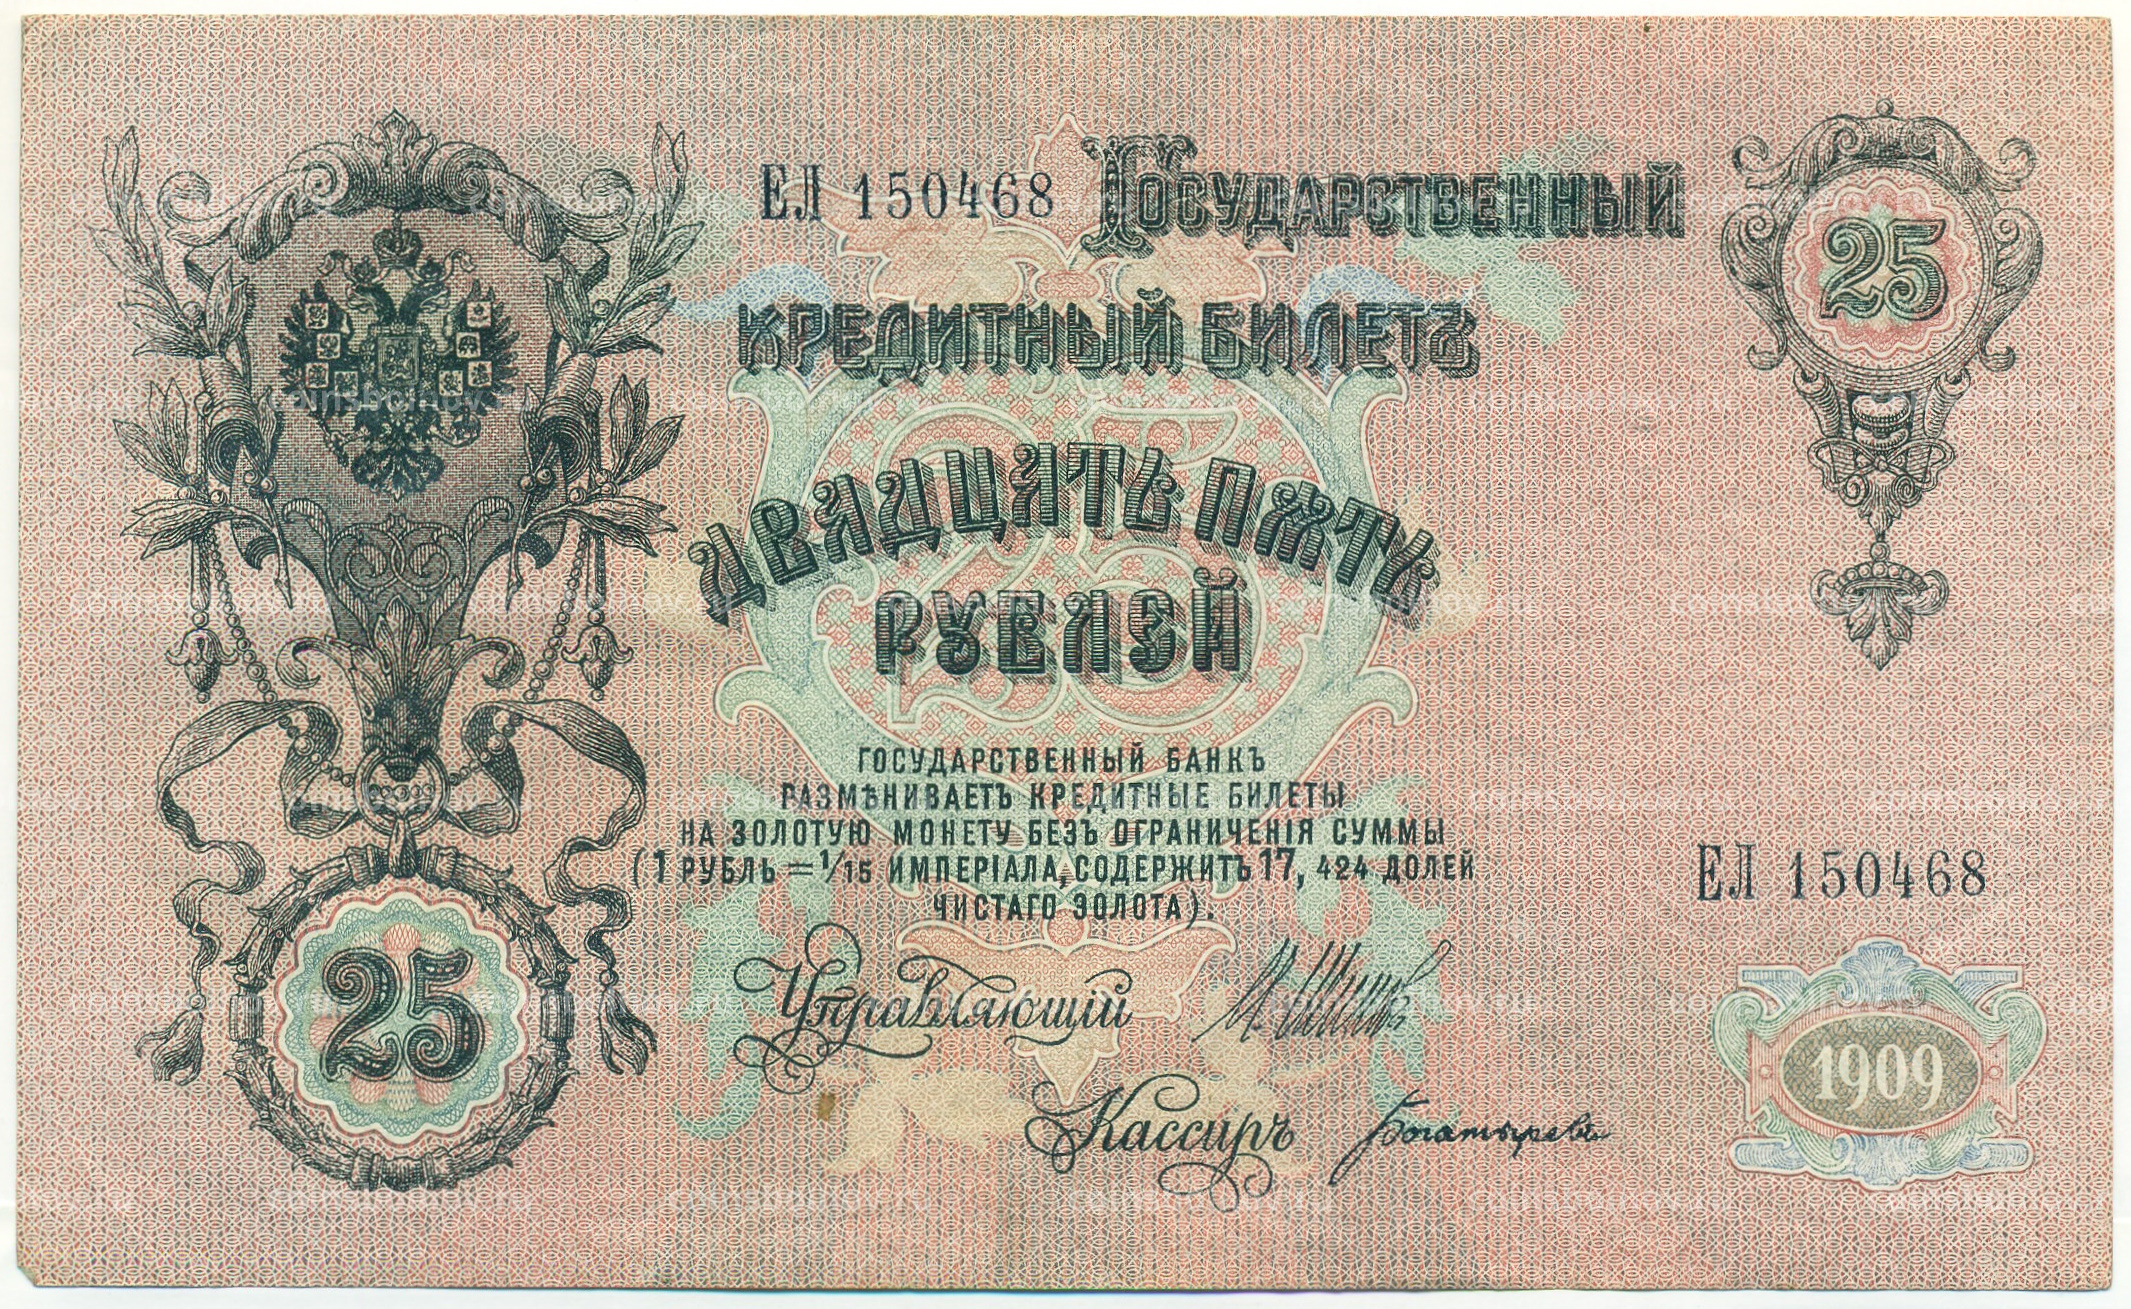 ЕЛ 150468
ГОСУДАРСТВЕННЫЙ
25
КРЕДИТНЫЙ БИЛЕТЪ
ДВАДЦАТЬ ПЯТЬ
РУБЛЕЙ
ГОСУДАРСТВЕННЫЙ БАНКЪ
РАЗМѢНИВАЕТЪ КРЕДИТНЫЕ БИЛЕТЫ
НА ЗОЛОТУЮ МОНЕТУ БЕЗЪ ОГРАНИЧЕНІЯ СУММЫ
(1 РУБЛЬ = 1/15 ИМПЕРІАЛА, СОДЕРЖИТЪ 17, 424 ДОЛЕЙ
ЧИСТАГО ЗОЛОТА).
ЕЛ 150468
25
Управляющій
1909
Кассиръ